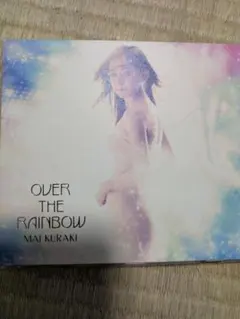 OVER
THE
RAINBOW
MAI KURAKI